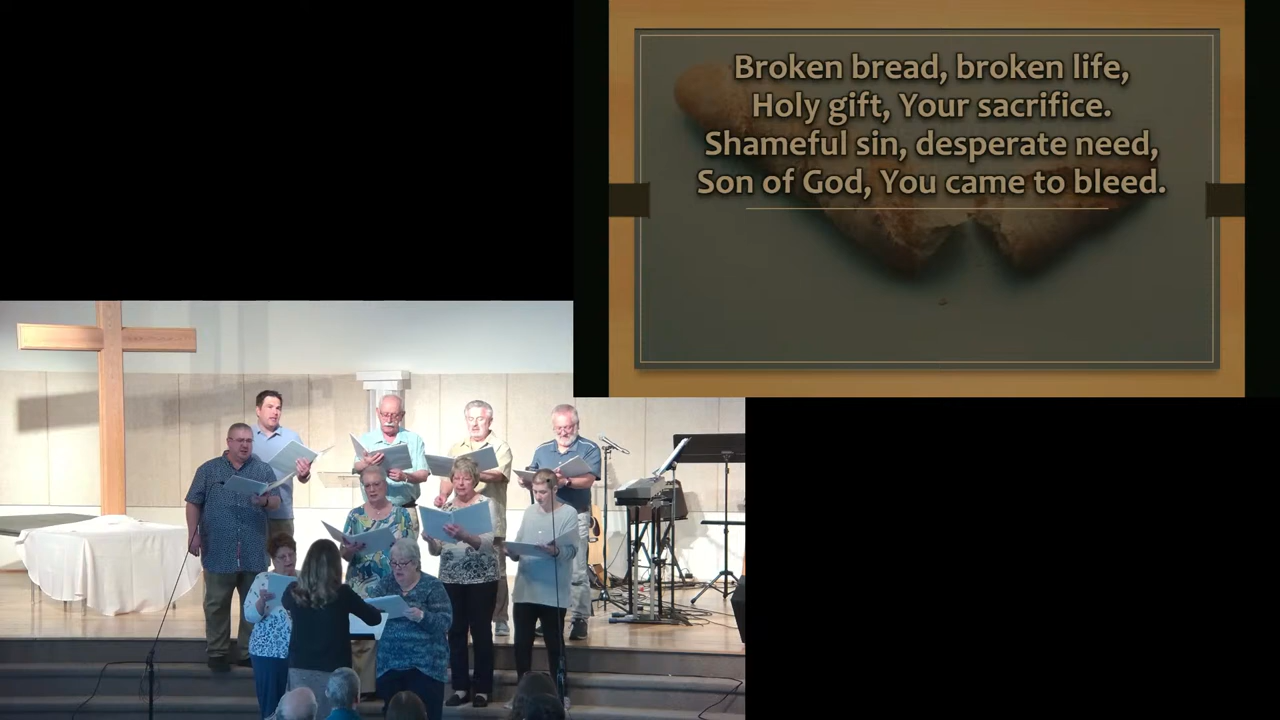 Broken bread, broken life,
Holy gift, Your sacrifice.
Shameful sin, desperate need,
Son of God, You came to bleed.